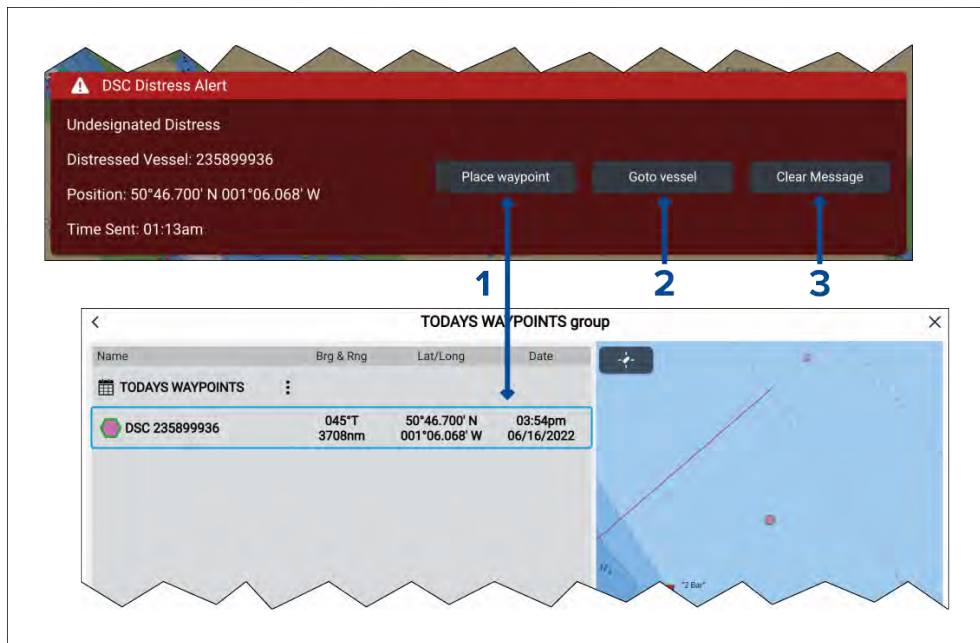 DSC Distress Alert
Undesignated Distress
Distressed Vessel: 235899936
Position: 50°46.700' N 001°06.068' W
Time Sent: 01:13am
Place waypoint Goto vessel Clear Message
1 2 3
TODAYS WAYPOINTS group
Name Brg & Rng Lat/Long Date
TODAYS WAYPOINTS
DSC 235899936
045°T 50°46.700' N 03:54pm
3708nm 001°06.068' W 06/16/2022
"2 Bar"